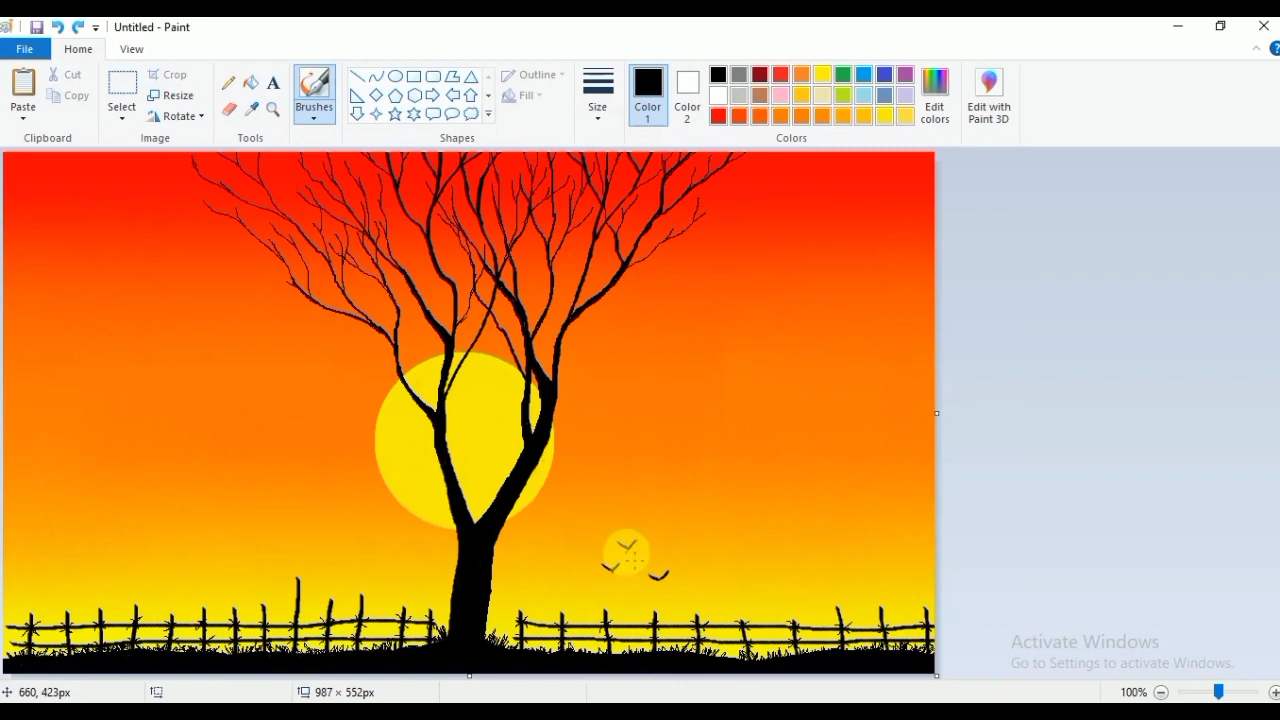 Untitled - Paint
File Home View
Paste
Cut
Copy
Clipboard
Select
Crop
Resize
Rotate
Image
A
Tools
Brushes
Outline
Fill
Shapes
Size
Color 1
Color 2
Edit colors
Colors
Edit with Paint 3D
?
Activate Windows
Go to Settings to activate Windows.
660, 423px
987 × 552px
100%